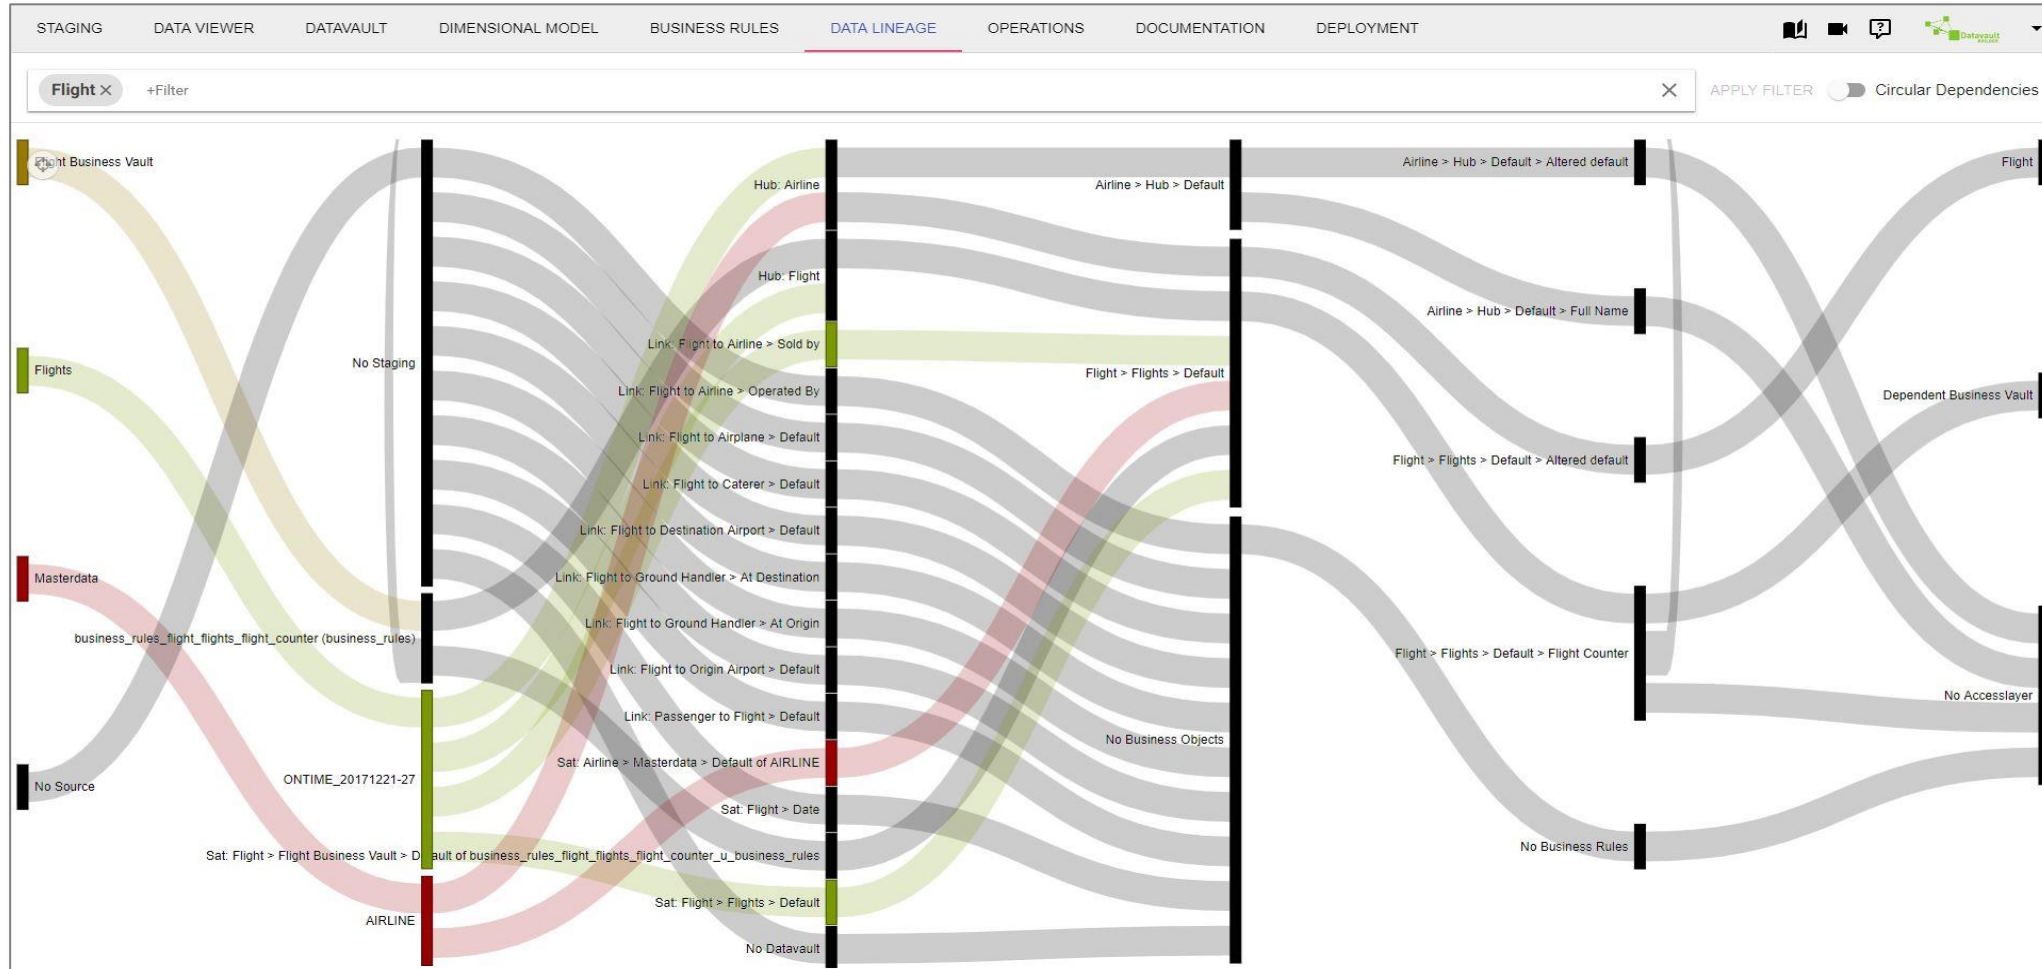 STAGING
DATA VIEWER
DATAVAULT
DIMENSIONAL MODEL
BUSINESS RULES
DATA LINEAGE
OPERATIONS
DOCUMENTATION
DEPLOYMENT
Datavault
Flight
+Filter
APPLY FILTER
Circular Dependencies
Flight Business Vault
Flights
Masterdata
No Source
No Staging
business_rules_flight_flights_flight_counter (business_rules)
ONTIME_20171221-27
AIRLINE
Hub: Airline
Hub: Flight
Link: Flight to Airline > Sold by
Link: Flight to Airline > Operated By
Link: Flight to Airplane > Default
Link: Flight to Caterer > Default
Link: Flight to Destination Airport > Default
Link: Flight to Ground Handler > At Destination
Link: Flight to Ground Handler > At Origin
Link: Flight to Origin Airport > Default
Link: Passenger to Flight > Default
Sat: Airline > Masterdata > Default of AIRLINE
Sat: Flight > Date
Sat: Flight > Flight Business Vault > Default of business_rules_flight_flights_flight_counter_u_business_rules
Sat: Flight > Flights > Default
No Datavault
Airline > Hub > Default
Flight > Flights > Default
No Business Objects
Airline > Hub > Default > Altered default
Airline > Hub > Default > Full Name
Flight > Flights > Default > Altered default
Flight > Flights > Default > Flight Counter
No Business Rules
Flight
Dependent Business Vault
No Accesslayer